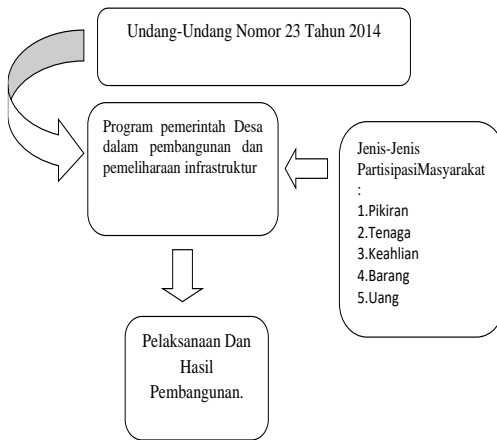 Undang-Undang Nomor 23 Tahun 2014
Program pemerintah Desa
dalam pembangunan dan
pemeliharaan infrastruktur
Jenis-Jenis
PartisipasiMasyarakat
:
1.Pikiran
2.Tenaga
3.Keahlian
4.Barang
5.Uang
Pelaksanaan Dan
Hasil
Pembangunan.